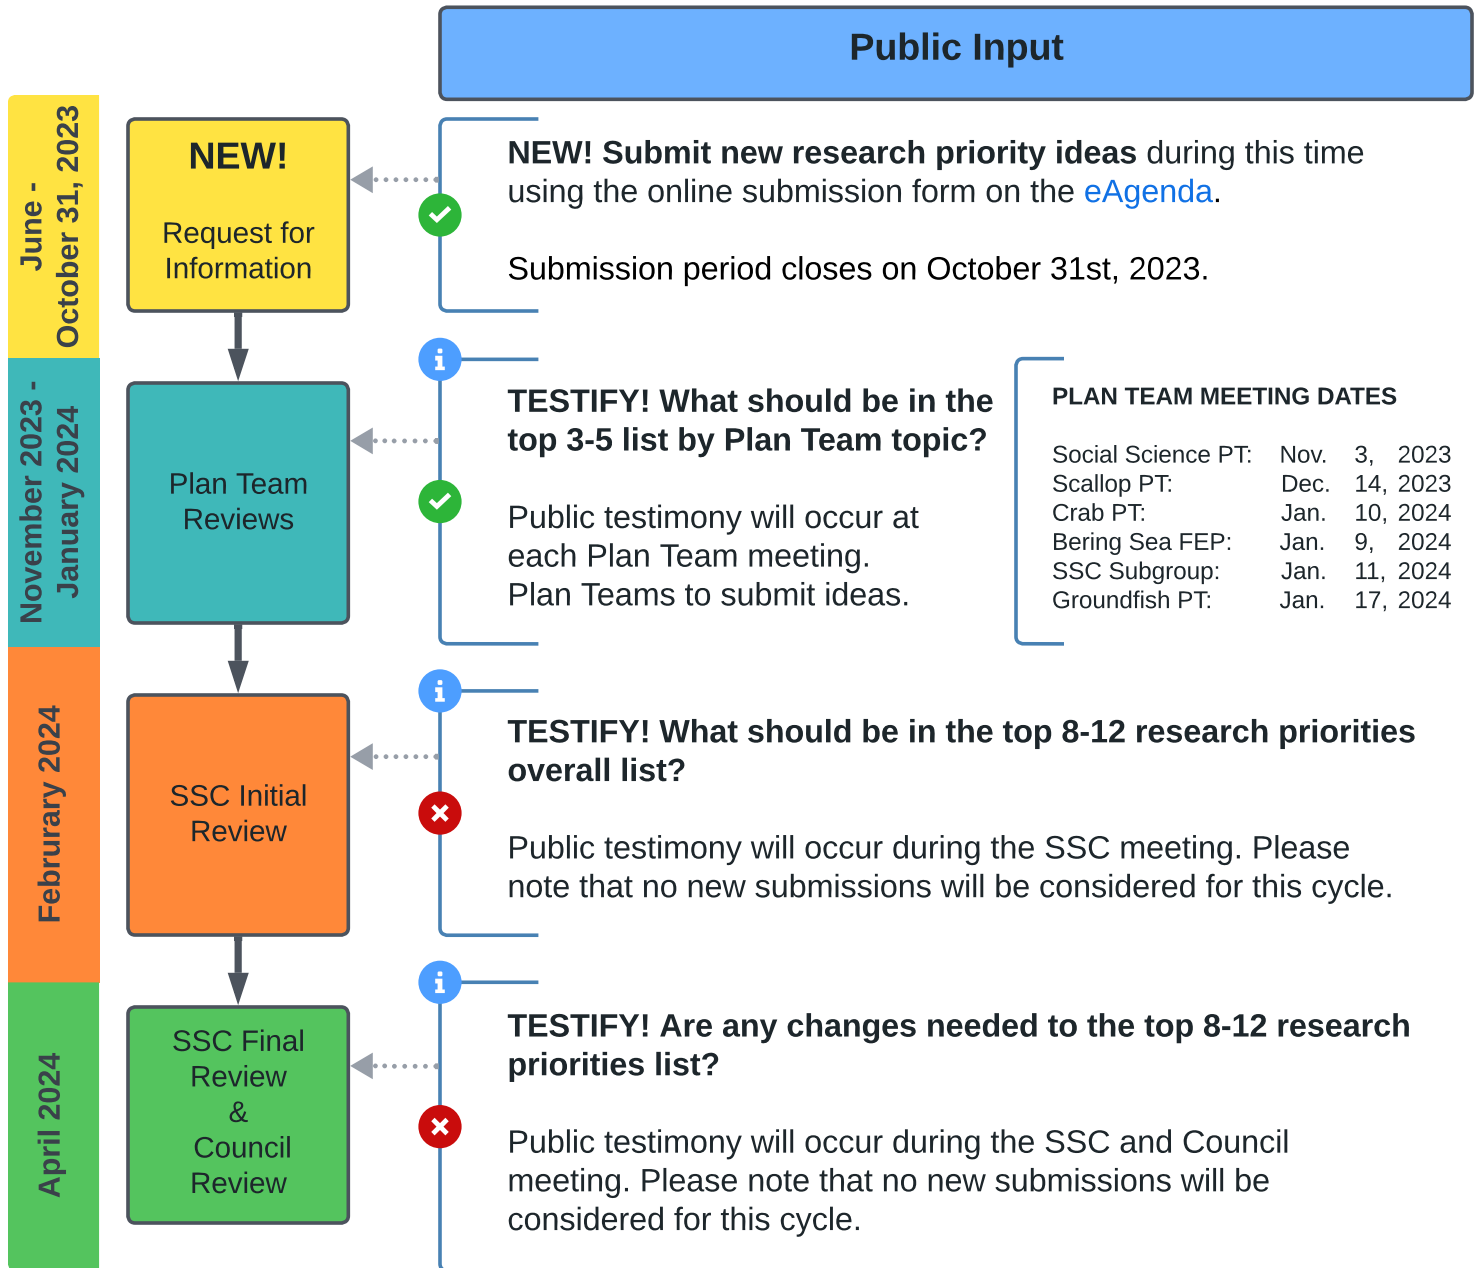 Public Input
June -
October 31, 2023
NEW!
Request for
Information
NEW! Submit new research priority ideas during this time
using the online submission form on the eAgenda.
Submission period closes on October 31st, 2023.
November 2023 -
January 2024
Plan Team
Reviews
TESTIFY! What should be in the
top 3-5 list by Plan Team topic?
Public testimony will occur at
each Plan Team meeting.
Plan Teams to submit ideas.
PLAN TEAM MEETING DATES
Social Science PT: Nov. 3, 2023
Scallop PT: Dec. 14, 2023
Crab PT: Jan. 10, 2024
Bering Sea FEP: Jan. 9, 2024
SSC Subgroup: Jan. 11, 2024
Groundfish PT: Jan. 17, 2024
Februrary 2024
SSC Initial
Review
TESTIFY! What should be in the top 8-12 research priorities
overall list?
Public testimony will occur during the SSC meeting. Please
note that no new submissions will be considered for this cycle.
April 2024
SSC Final
Review
&
Council
Review
TESTIFY! Are any changes needed to the top 8-12 research
priorities list?
Public testimony will occur during the SSC and Council
meeting. Please note that no new submissions will be
considered for this cycle.